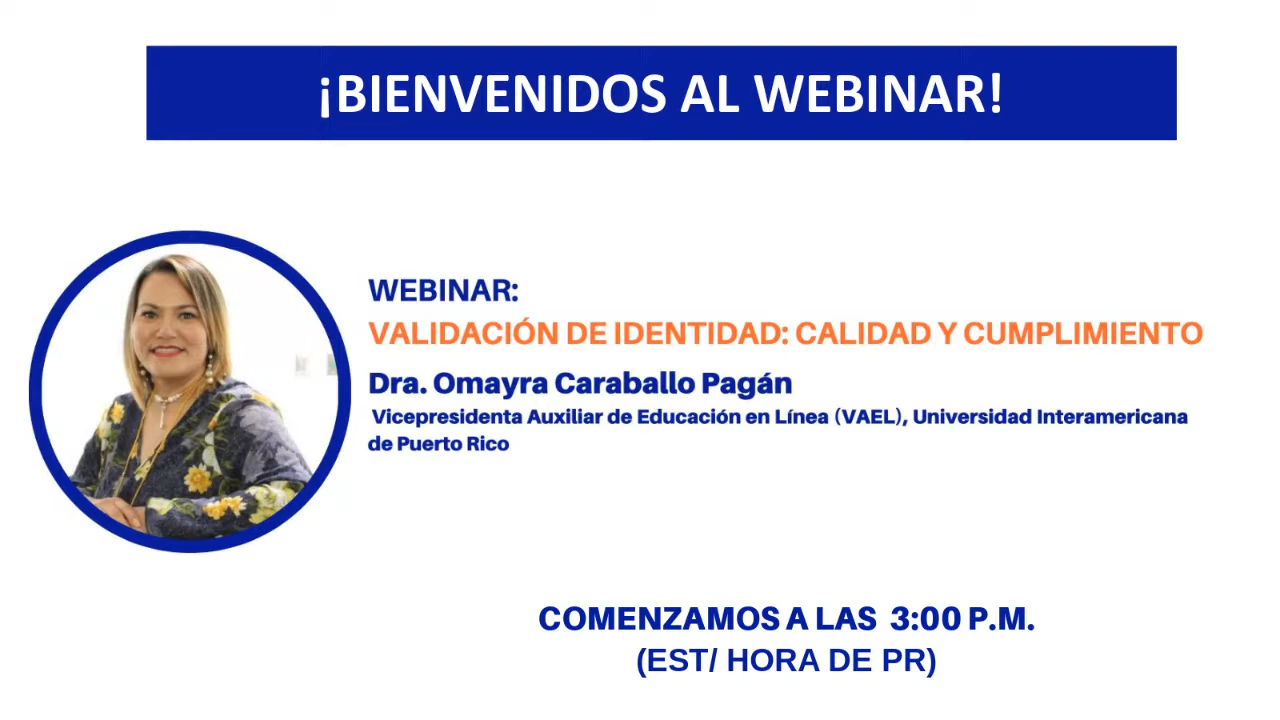 ¡BIENVENIDOS AL WEBINAR!
WEBINAR:
VALIDACIÓN DE IDENTIDAD: CALIDAD Y CUMPLIMIENTO
Dra. Omayra Caraballo Pagán
Vicepresidenta Auxiliar de Educación en Línea (VAEL), Universidad Interamericana
de Puerto Rico
COMENZAMOS A LAS 3:00 P.M.
(EST/ HORA DE PR)